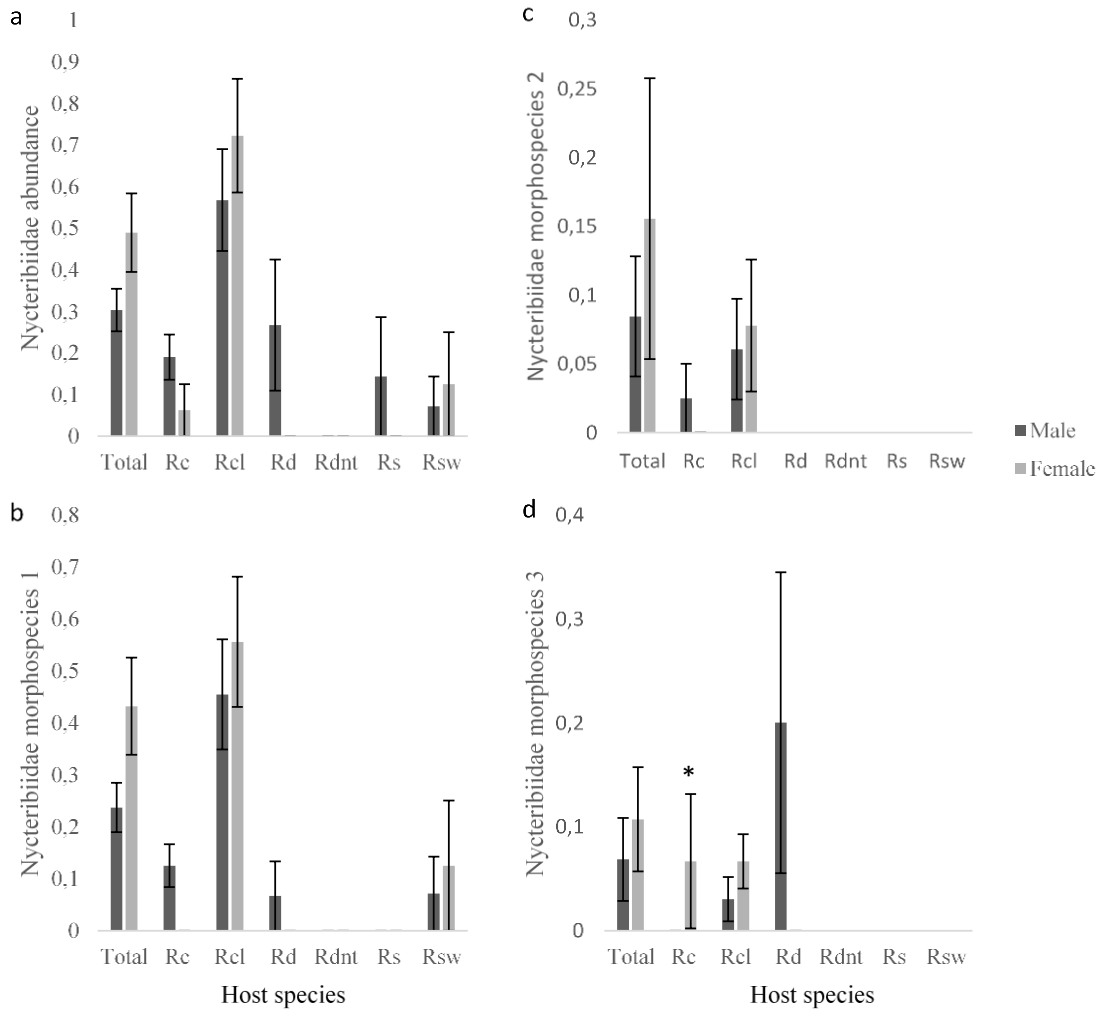 a
Nycteribiidae abundance
1
0,9
0,8
0,7
0,6
0,5
0,4
0,3
0,2
0,1
0
Total Rc Rcl Rd Rdnt Rs Rsw
c
Nycteribiidae morphospecies 2
0,3
0,25
0,2
0,15
0,1
0,05
0
Total Rc Rcl Rd Rdnt Rs Rsw
Male
Female
b
Nycteribiidae morphospecies 1
0,8
0,7
0,6
0,5
0,4
0,3
0,2
0,1
0
Total Rc Rcl Rd Rdnt Rs Rsw
Host species
d
Nycteribiidae morphospecies 3
0,4
0,3
0,2
0,1
0
*
Total Rc Rcl Rd Rdnt Rs Rsw
Host species